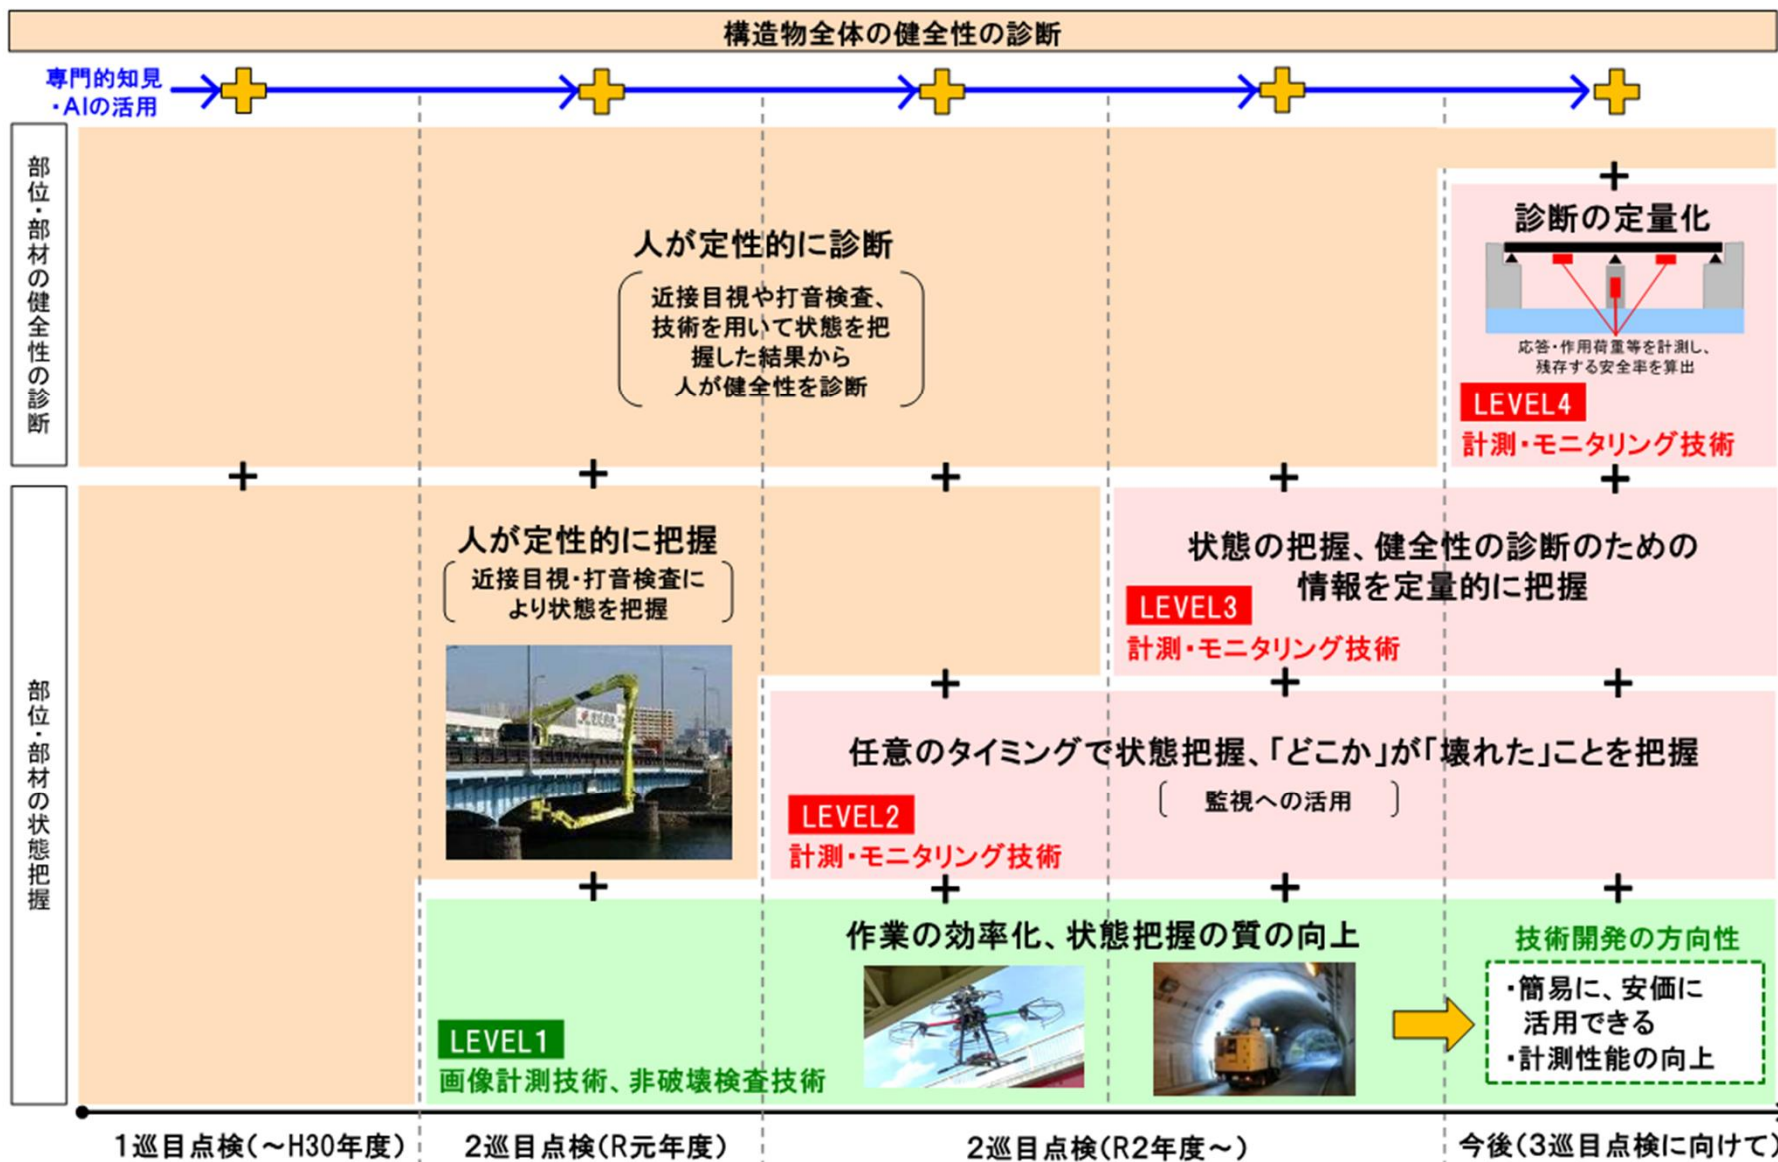 構造物全体の健全性の診断
専門的知見
・AIの活用
部位・部材の健全性の診断
人が定性的に診断
近接目視や打音検査、
技術を用いて状態を把
握した結果から
人が健全性を診断
診断の定量化
応答・作用荷重等を計測し、
残存する安全率を算出
LEVEL4
計測・モニタリング技術
部位・部材の状態把握
人が定性的に把握
近接目視・打音検査に
より状態を把握
状態の把握、健全性の診断のための
情報を定量的に把握
LEVEL3
計測・モニタリング技術
任意のタイミングで状態把握、「どこか」が「壊れた」ことを把握
監視への活用
LEVEL2
計測・モニタリング技術
作業の効率化、状態把握の質の向上
LEVEL1
画像計測技術、非破壊検査技術
技術開発の方向性
・簡易に、安価に
活用できる
・計測性能の向上
1巡目点検(～H30年度)
2巡目点検(R元年度)
2巡目点検(R2年度～)
今後(3巡目点検に向けて)